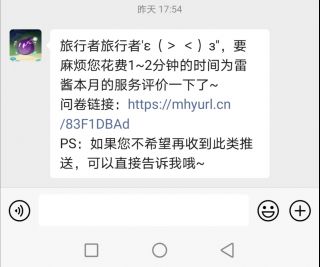 昨天 17:54
旅行者旅行者'ε（＞ ＜）з"，要
麻烦您花费1~2分钟的时间为雷
酱本月的服务评价一下了~
问卷链接：https://mhyurl.cn
/83F1DBAd
PS：如果您不希望再收到此类推
送，可以直接告诉我哦~